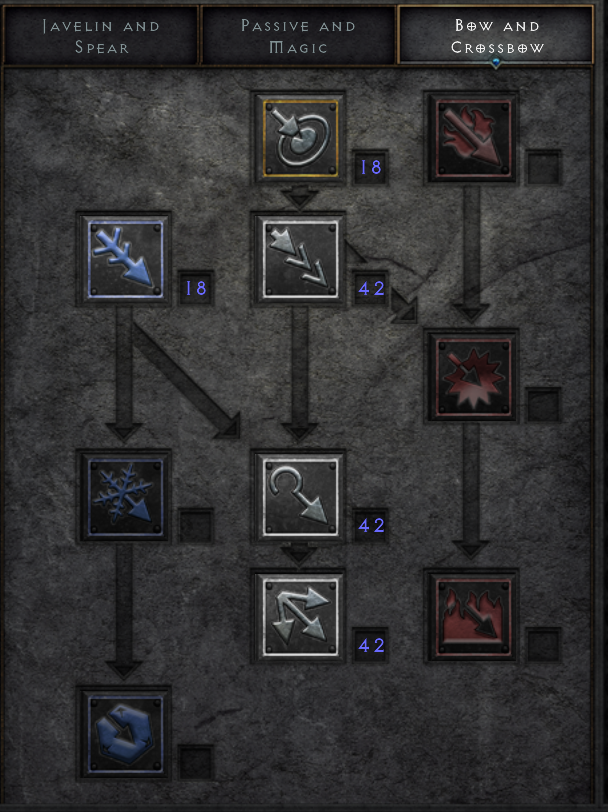 Javelin and
Spear
Passive and
Magic
Bow and
Crossbow
18
18
42
42
42